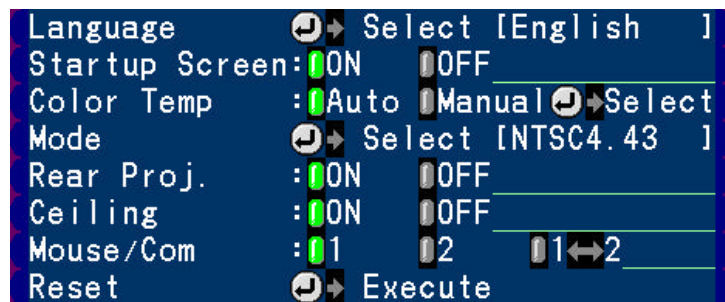 Language Select [English ]
Startup Screen: ON OFF
Color Temp : Auto Manual Select
Mode Select [NTSC4.43 ]
Rear Proj. : ON OFF
Ceiling : ON OFF
Mouse/Com : 1 2 1↔2
Reset Execute